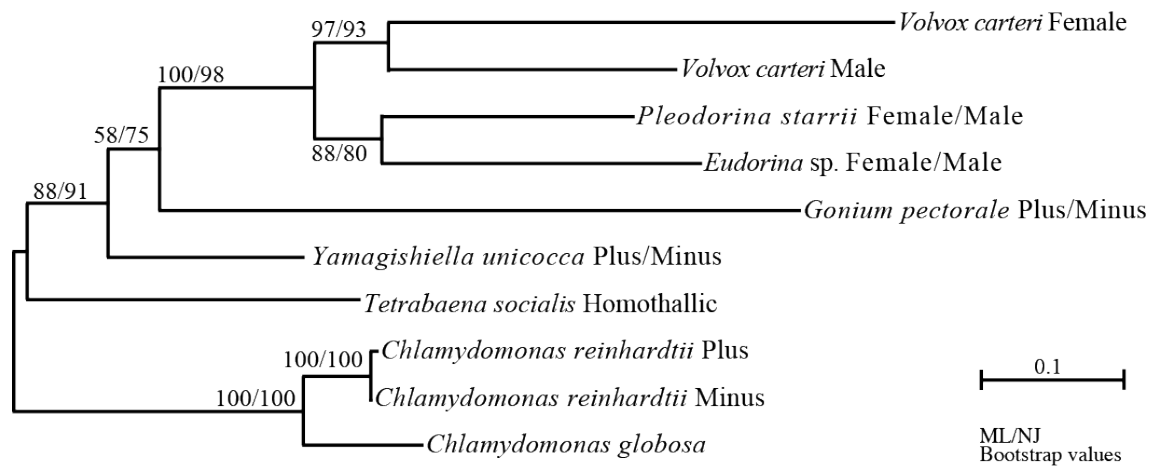 97/93
Volvox carteri Female
Volvox carteri Male
100/98
Pleodorina starrii Female/Male
58/75
88/80
Eudorina sp. Female/Male
88/91
Gonium pectorale Plus/Minus
Yamagishiella unicocca Plus/Minus
Tetrabaena socialis Homothallic
100/100
Chlamydomonas reinhardtii Plus
0.1
100/100
Chlamydomonas reinhardtii Minus
Chlamydomonas globosa
ML/NJ
Bootstrap values